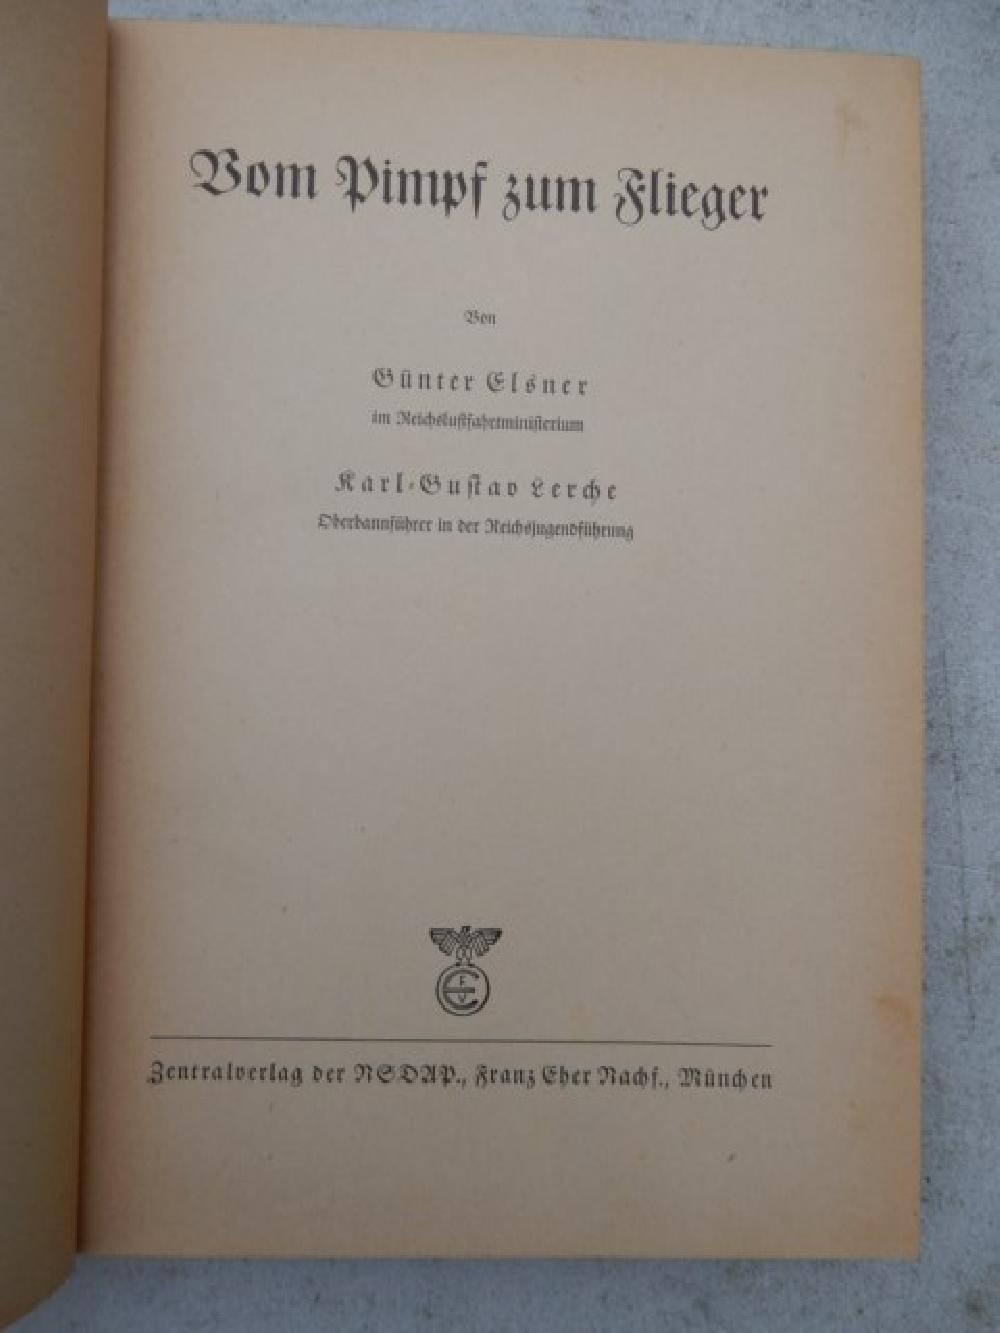 Vom Pimpf zum Flieger
Von
Günter Elsner
im Reichsluftfahrtministerium
Karl-Gustav Lerche
Oberbannführer in der Reichsjugendführung
F
E
V
Zentralverlag der NSDAP., Franz Eher Nachf., München